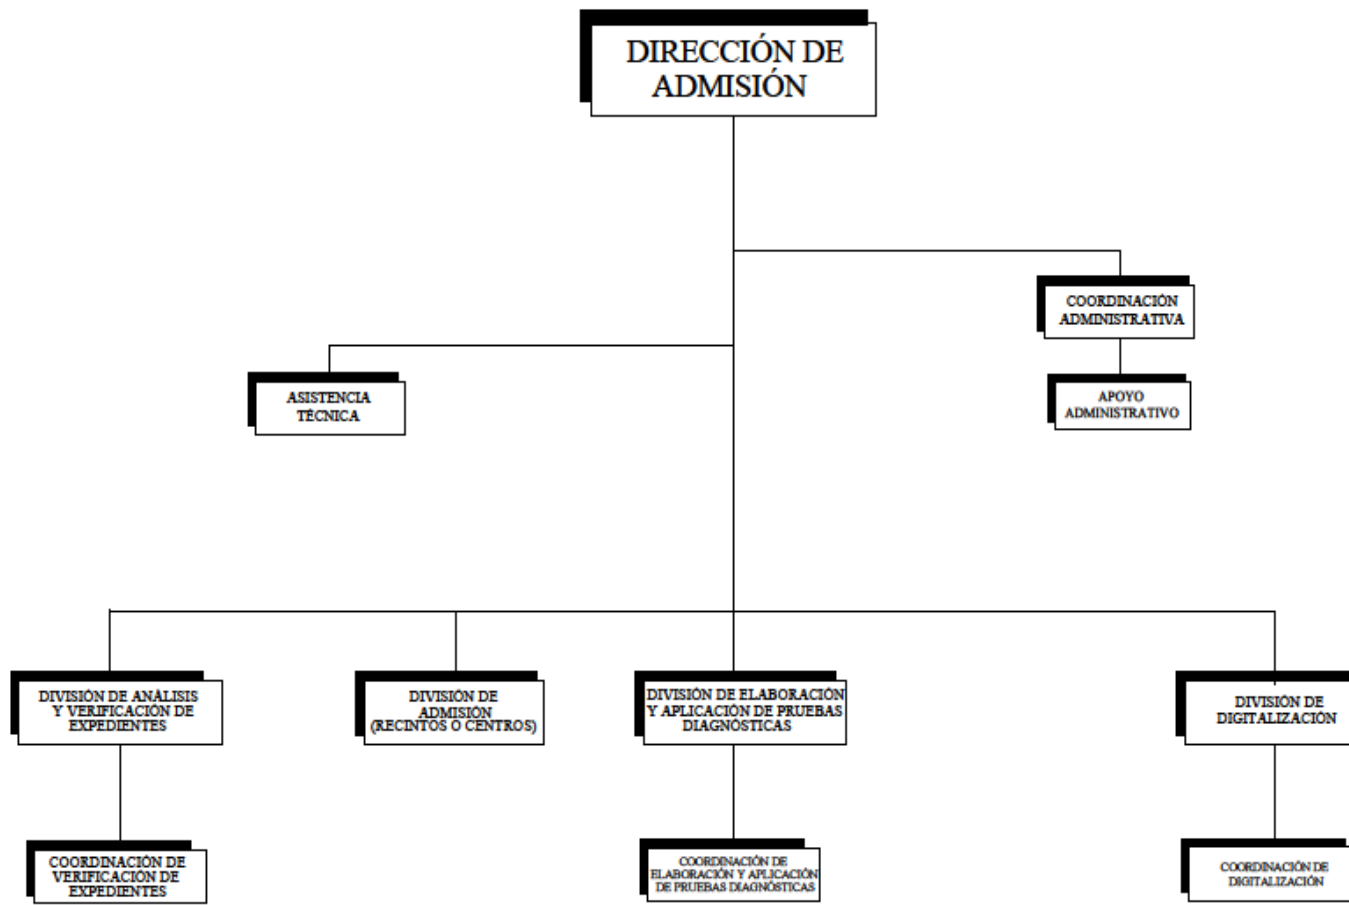 DIRECCIÓN DE
ADMISIÓN
COORDINACIÓN
ADMINISTRATIVA
ASISTENCIA
TÉCNICA
APOYO
ADMINISTRATIVO
DIVISIÓN DE ANÁLISIS
Y VERIFICACIÓN DE
EXPEDIENTES
DIVISIÓN DE
ADMISIÓN
(RECINTOS O CENTROS)
DIVISIÓN DE ELABORACIÓN
Y APLICACIÓN DE PRUEBAS
DIAGNÓSTICAS
DIVISIÓN DE
DIGITALIZACIÓN
COORDINACIÓN DE
VERIFICACIÓN DE
EXPEDIENTES
COORDINACIÓN DE
ELABORACIÓN Y APLICACIÓN
DE PRUEBAS DIAGNÓSTICAS
COORDINACIÓN DE
DIGITALIZACIÓN